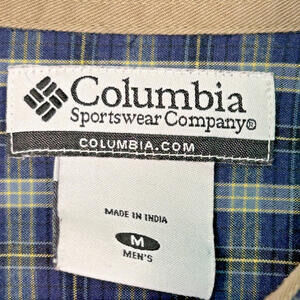 Columbia
Sportswear Company®
COLUMBIA.COM
MADE IN INDIA
M
MEN'S